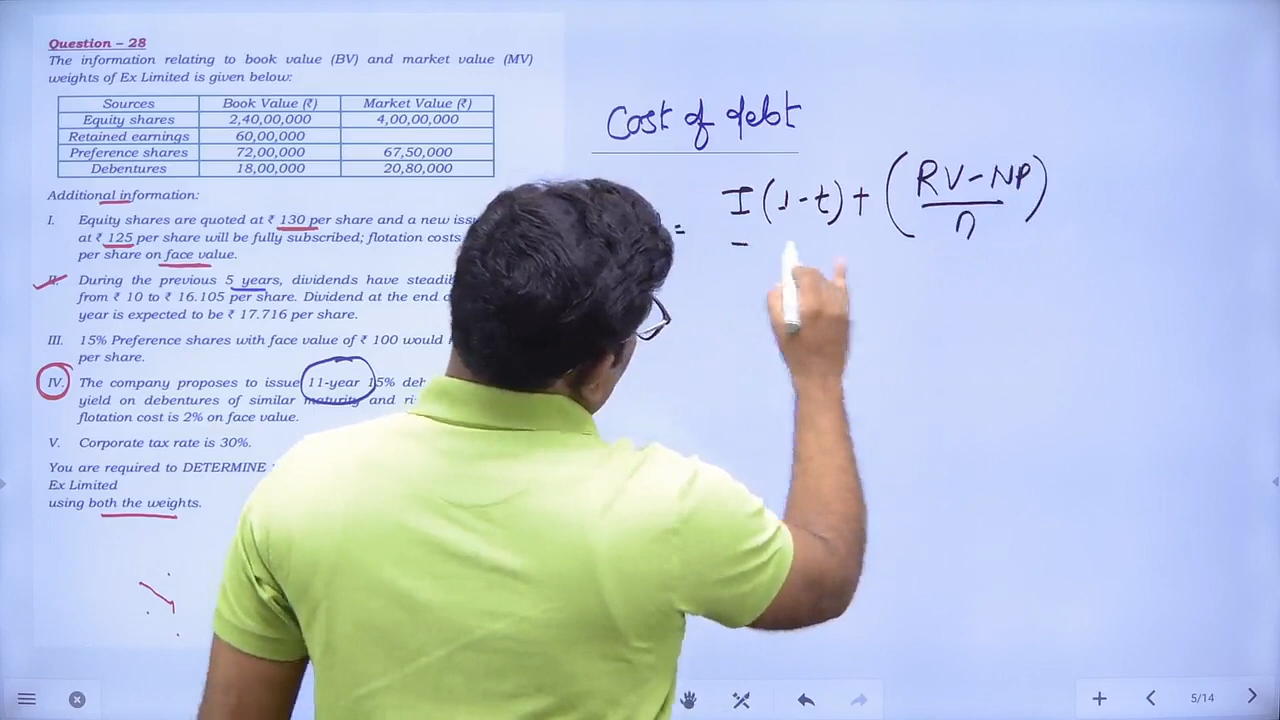 Question – 28
The information relating to book value (BV) and market value (MV)
weights of Ex Limited is given below:
Sources Book Value (₹) Market Value (₹)
Equity shares 2,40,00,000 4,00,00,000
Retained earnings 60,00,000
Preference shares 72,00,000 67,50,000
Debentures 18,00,000 20,80,000
Additional information:
I. Equity shares are quoted at ₹ 130 per share and a new
at ₹ 125 per share will be fully subscribed; flotation costs
per share on face value.
II. During the previous 5 years, dividends have
from ₹ 10 to ₹ 16.105 per share. Dividend at the end
year is expected to be ₹ 17.716 per share.
III. 15% Preference shares with face value of ₹ 100 would
per share.
IV. The company proposes to issue 11-year 15%
yield on debentures of similar maturity and
flotation cost is 2% on face value.
V. Corporate tax rate is 30%.
You are required to DETERMINE
Ex Limited
using both the weights.
Cost of debt
= I(1-t) + (RV-NP
n)
5/14